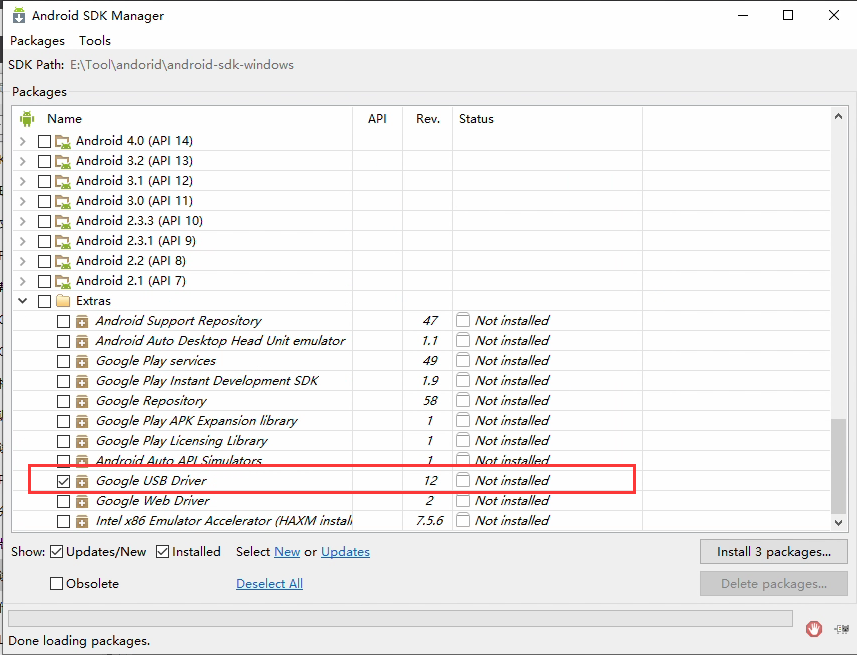 Android SDK Manager
Packages Tools
SDK Path: E:\Tool\andorid\android-sdk-windows
Packages
Name API Rev. Status
Android 4.0 (API 14)
Android 3.2 (API 13)
Android 3.1 (API 12)
Android 3.0 (API 11)
Android 2.3.3 (API 10)
Android 2.3.1 (API 9)
Android 2.2 (API 8)
Android 2.1 (API 7)
Extras
Android Support Repository 47 Not installed
Android Auto Desktop Head Unit emulator 1.1 Not installed
Google Play services 49 Not installed
Google Play Instant Development SDK 1.9 Not installed
Google Repository 58 Not installed
Google Play APK Expansion library 1 Not installed
Google Play Licensing Library 1 Not installed
Android Auto API Simulators 1 Not installed
Google USB Driver 12 Not installed
Google Web Driver 2 Not installed
Intel x86 Emulator Accelerator (HAXM install 7.5.6 Not installed
Show: Updates/New Installed Select New or Updates Install 3 packages...
Obsolete Deselect All Delete packages...
Done loading packages.